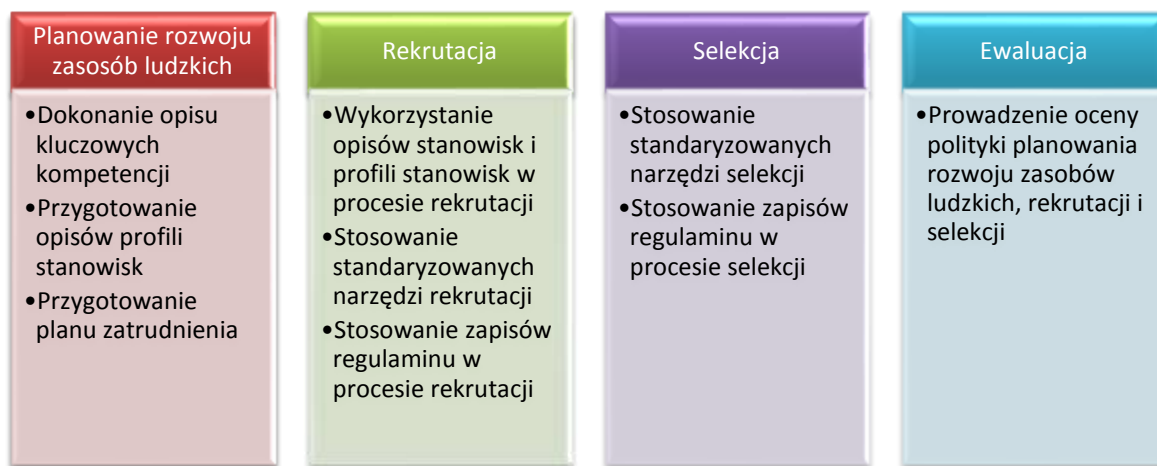 Planowanie rozwoju
zasosób ludzkich
•Dokonanie opisu
kluczowych
kompetencji
•Przygotowanie
opisów profili
stanowisk
•Przygotowanie
planu zatrudnienia
Rekrutacja
•Wykorzystanie
opisów stanowisk i
profili stanowisk w
procesie rekrutacji
•Stosowanie
standaryzowanych
narzędzi rekrutacji
•Stosowanie zapisów
regulaminu w
procesie rekrutacji
Selekcja
•Stosowanie
standaryzowanych
narzędzi selekcji
•Stosowanie zapisów
regulaminu w
procesie selekcji
Ewaluacja
•Prowadzenie oceny
polityki planowania
rozwoju zasobów
ludzkich, rekrutacji i
selekcji